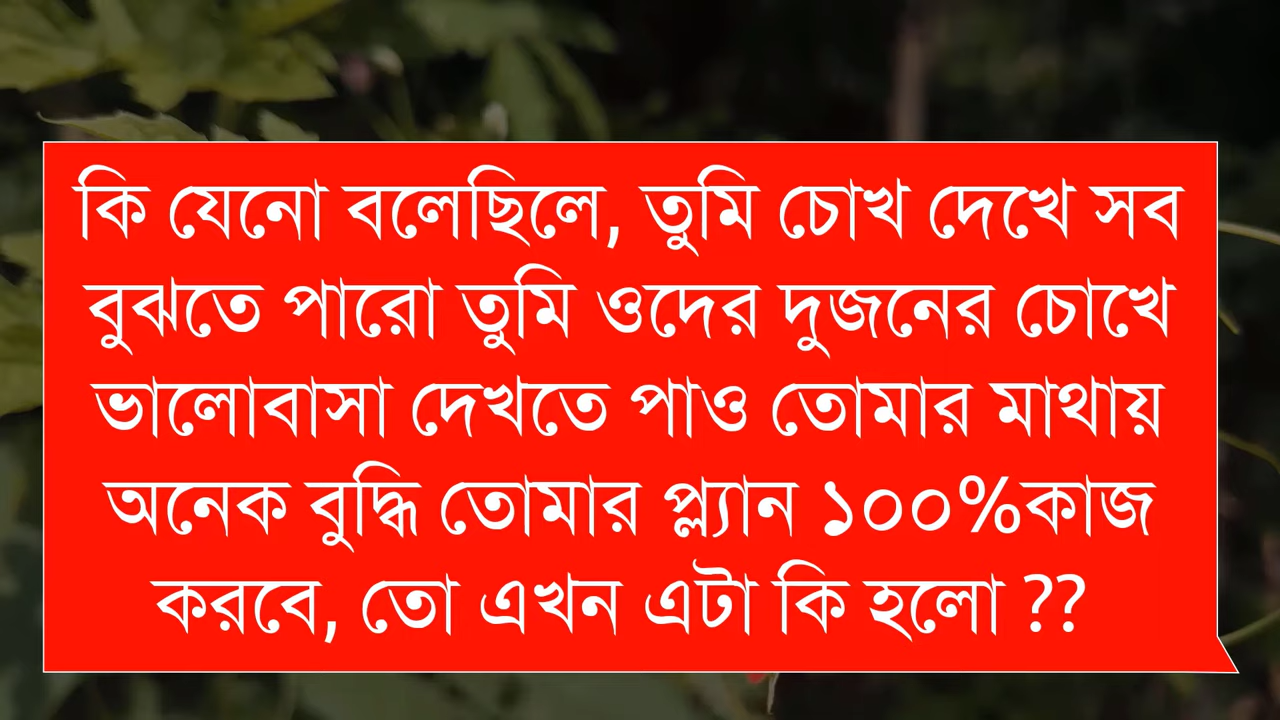 কি যেনো বলেছিলে, তুমি চোখ দেখে সব
বুঝতে পারো তুমি ওদের দুজনের চোখে
ভালোবাসা দেখতে পাও তোমার মাথায়
অনেক বুদ্ধি তোমার প্ল্যান ১০০%কাজ
করবে, তো এখন এটা কি হলো ??